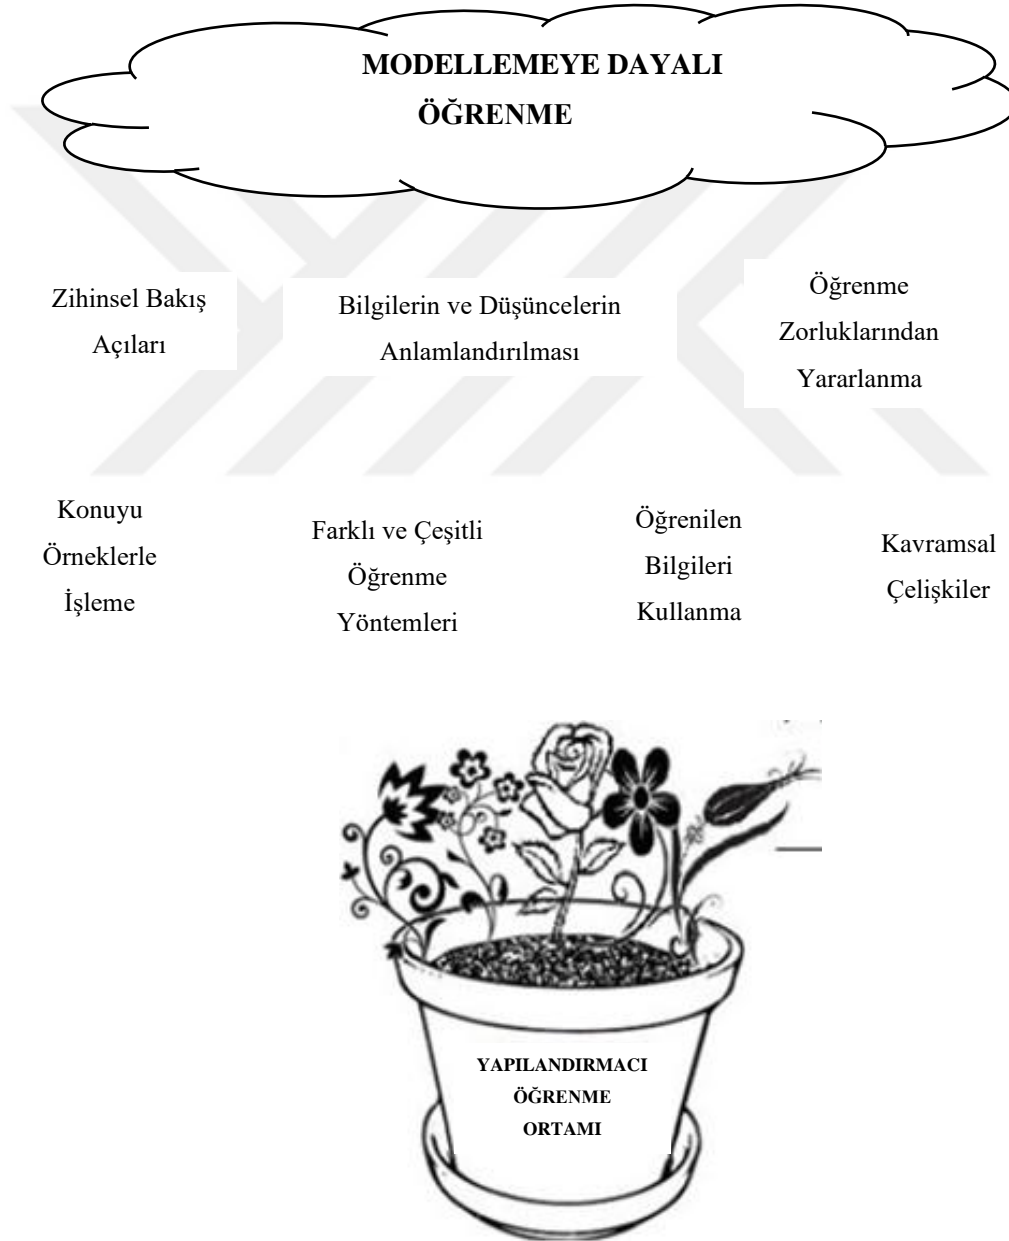 MODELLEMEYE DAYALI
ÖĞRENME
Zihinsel Bakış
Açıları
Bilgilerin ve Düşüncelerin
Anlamlandırılması
Öğrenme
Zorluklarından
Yararlanma
Konuyu
Örneklerle
İşleme
Farklı ve Çeşitli
Öğrenme
Yöntemleri
Öğrenilen
Bilgileri
Kullanma
Kavramsal
Çelişkiler
YAPILANDIRMACI
ÖĞRENME
ORTAMI